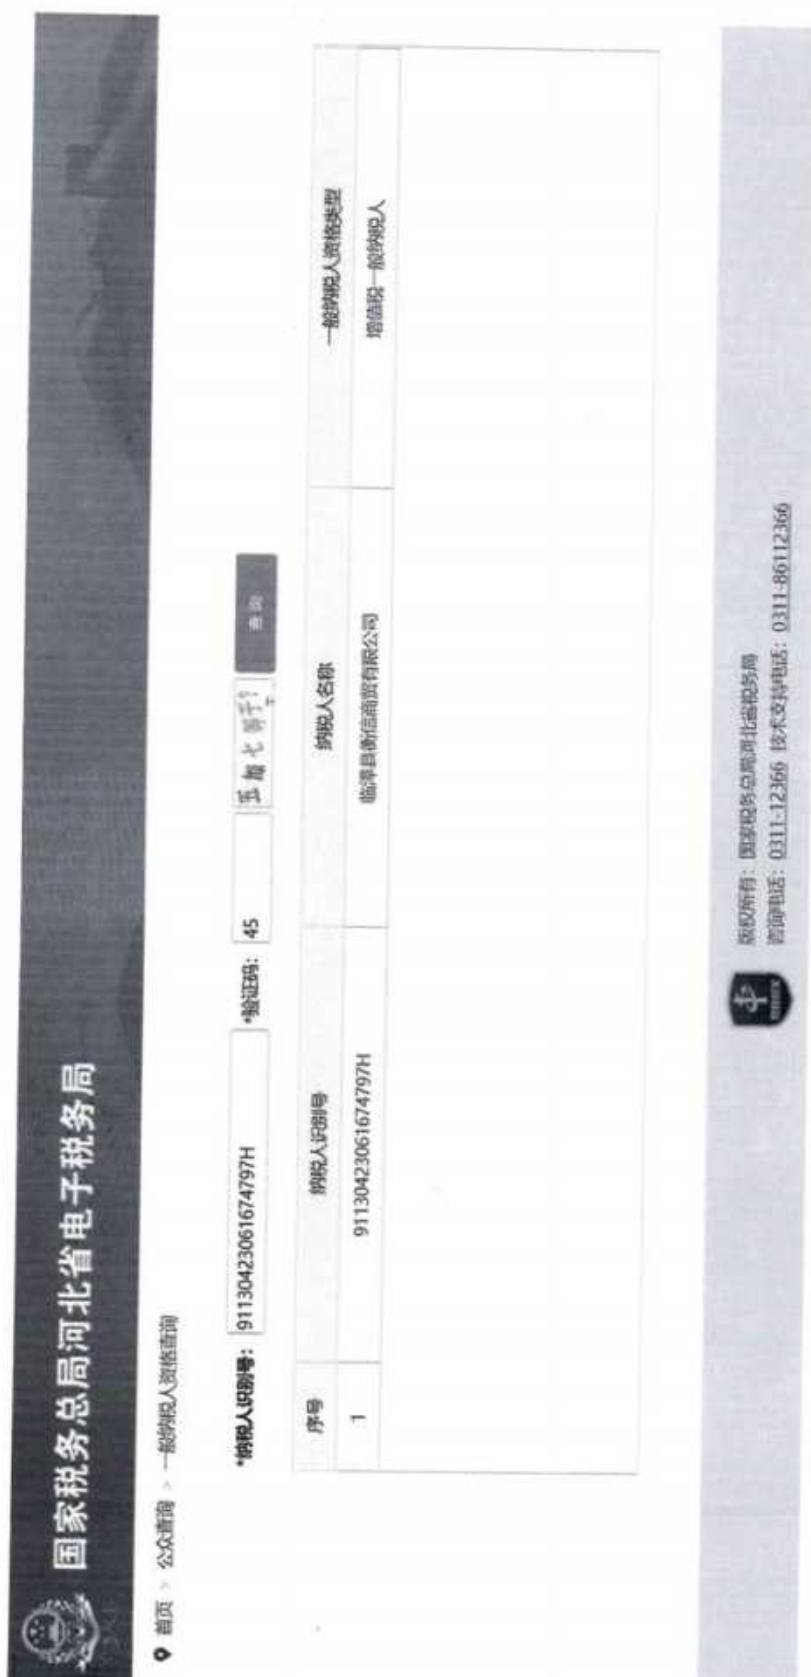 国家税务总局河北省电子税务局
首页 > 公众查询 > 一般纳税人资格查询
*纳税人识别号: 91130423061674797H *验证码: 45 五加七等于? 查询
序号 纳税人识别号 纳税人名称 一般纳税人资格类型
1 91130423061674797H 临漳县衡信商贸有限公司 增值税一般纳税人
版权所有: 国家税务总局河北省税务局
咨询电话: 0311-12366 技术支持电话: 0311-86112366